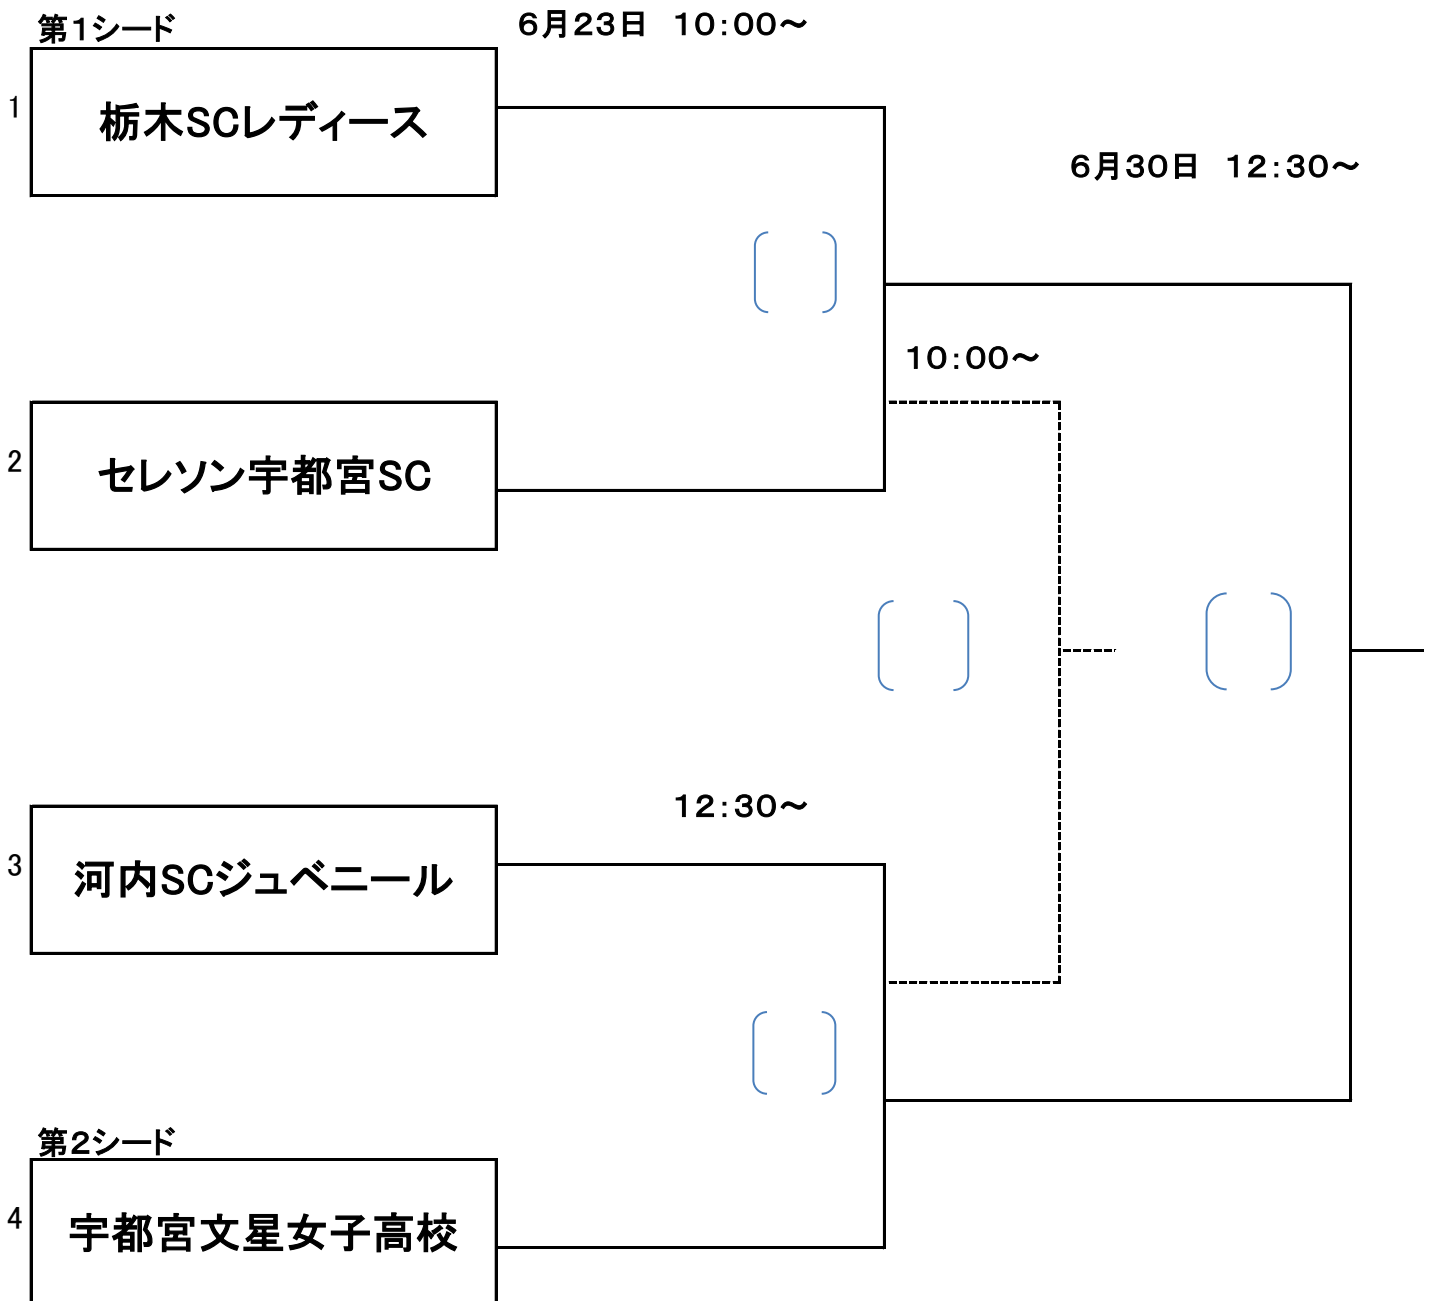 第1シード
6月23日　10：00～
1
栃木SCレディース
6月30日　12：30～
10：00～
2
セレソン宇都宮SC
12：30～
3
河内SCジュベニール
第2シード
4
宇都宮文星女子高校